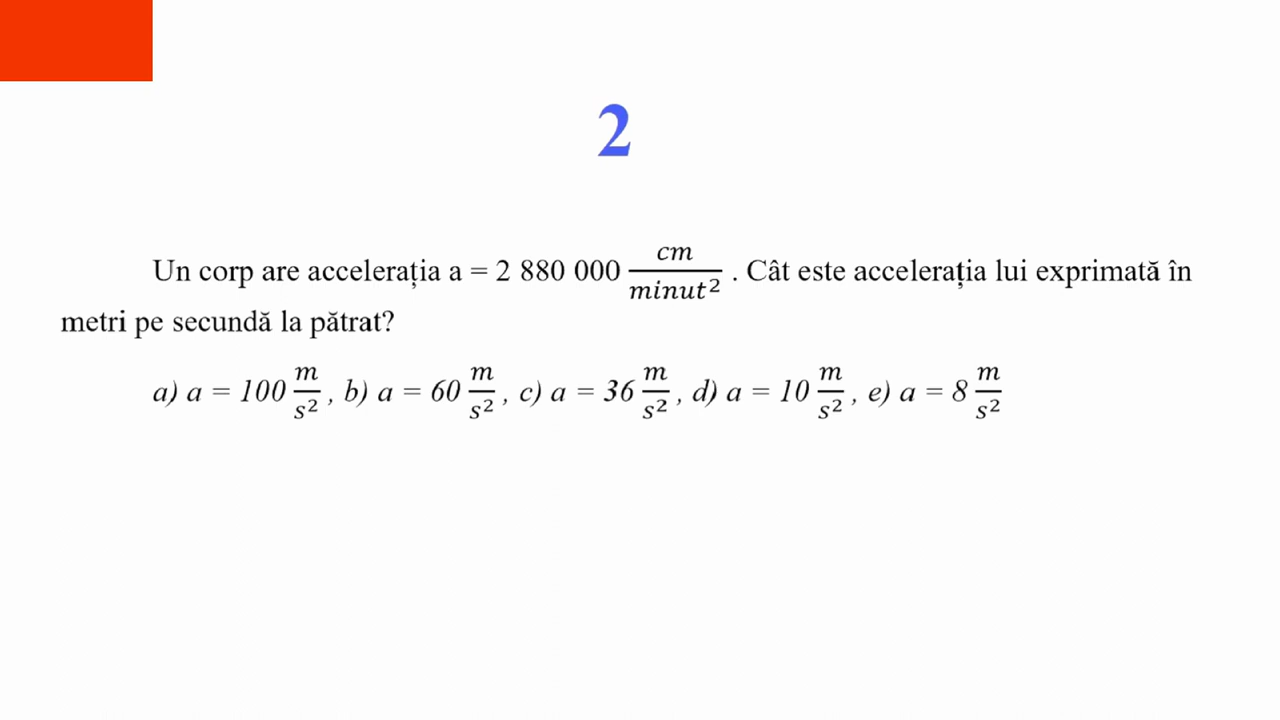 2
Un corp are accelerația a = 2 880 000 cm/minut² . Cât este accelerația lui exprimată în
metri pe secundă la pătrat?
a) a = 100 m/s² , b) a = 60 m/s² , c) a = 36 m/s² , d) a = 10 m/s² , e) a = 8 m/s²